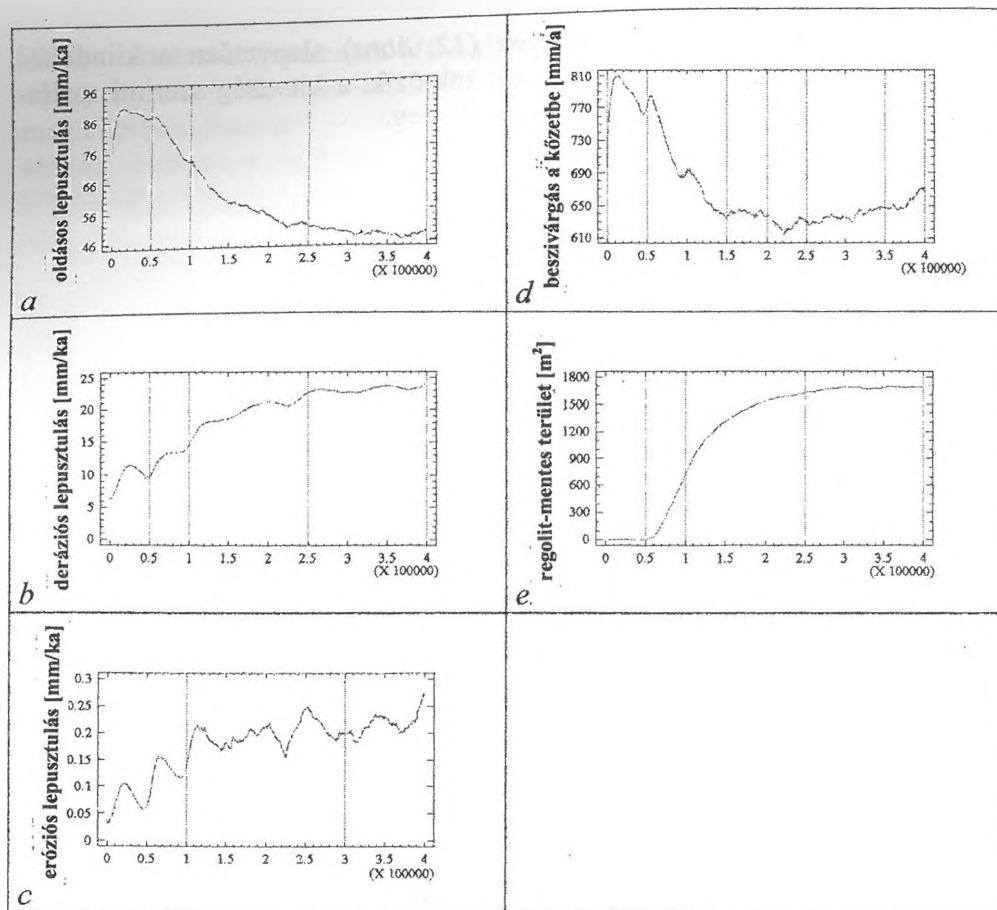 oldásos lepusztulás [mm/ka]
96
86
76
66
56
46
0 0.5 1 1.5 2 2.5 3 3.5 4
(X 100000)
a
beszivárgás a kőzetbe [mm/a]
810
770
730
690
650
610
0 0.5 1 1.5 2 2.5 3 3.5 4
(X 100000)
d
deráziós lepusztulás [mm/ka]
25
20
15
10
5
0
0 0.5 1 1.5 2 2.5 3 3.5 4
(X 100000)
b
regolit-mentes terület [m²]
1800
1500
1200
900
600
300
0
0 0.5 1 1.5 2 2.5 3 3.5 4
(X 100000)
e
eróziós lepusztulás [mm/ka]
0.3
0.25
0.2
0.15
0.1
0.05
0
0 0.5 1 1.5 2 2.5 3 3.5 4
(X 100000)
c